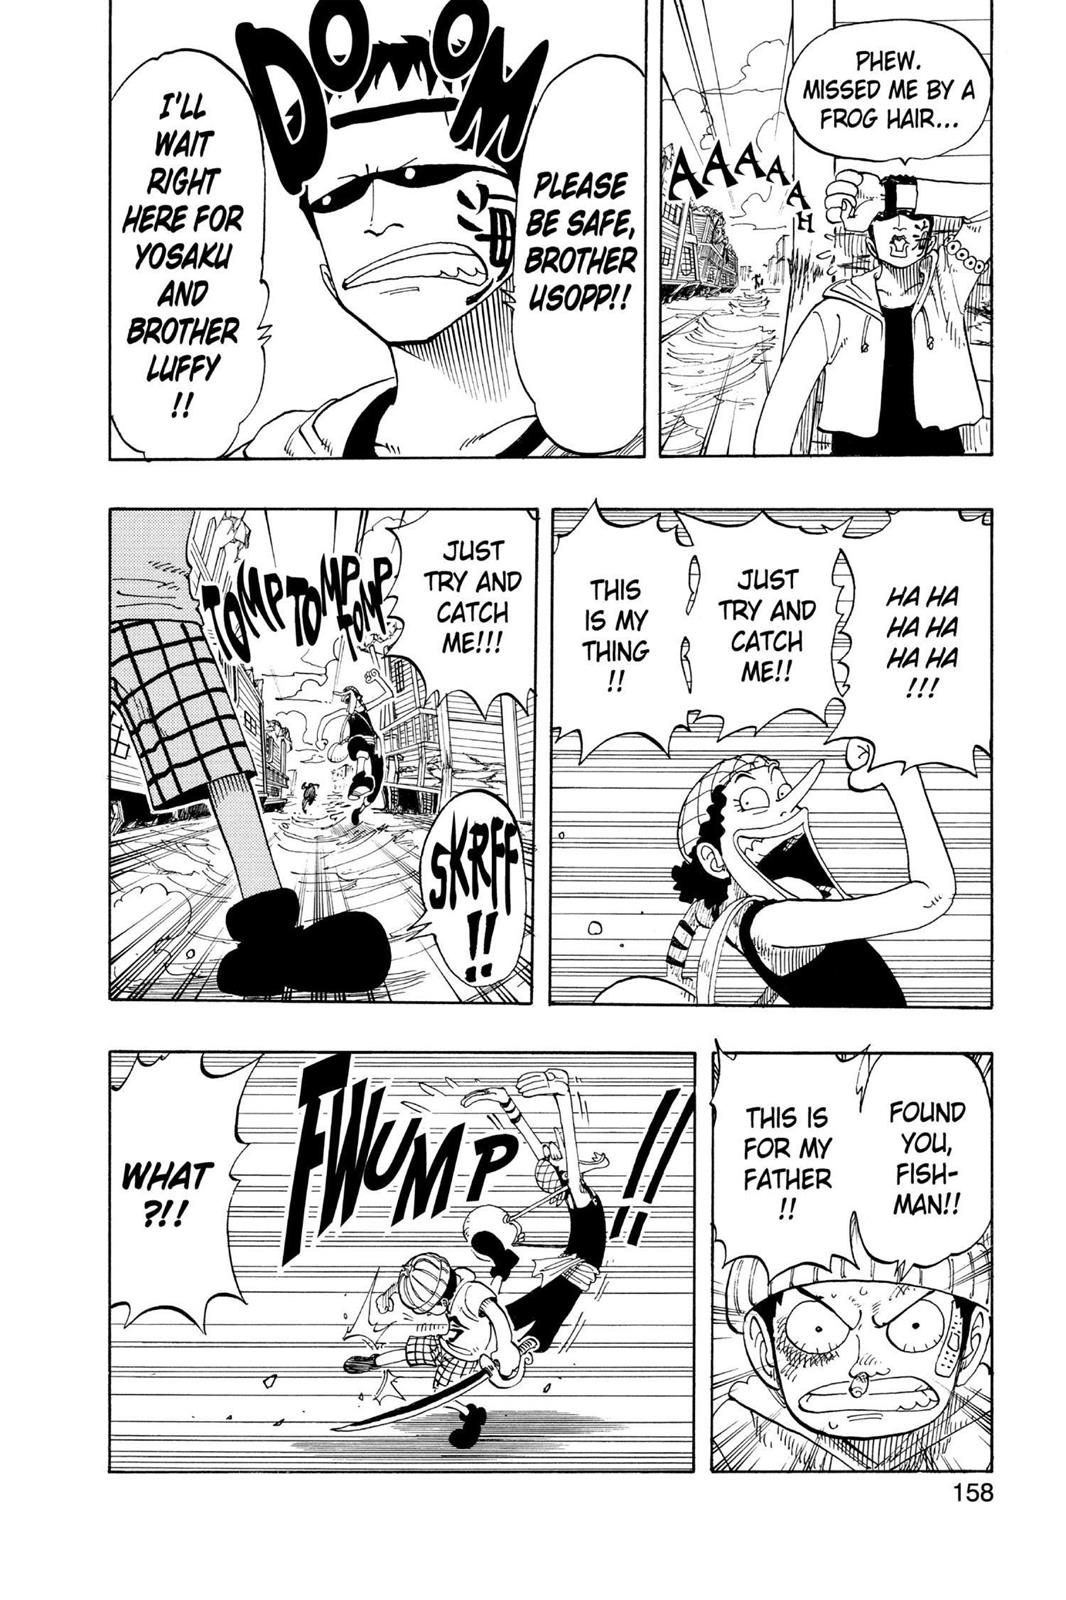 PHEW.
MISSED ME BY A
FROG HAIR...
AAAAAAH
DOMOM
PLEASE
BE SAFE,
BROTHER
USOPP!!
I'LL
WAIT
RIGHT
HERE FOR
YOSAKU
AND
BROTHER
LUFFY
!!
HA HA
HA HA
HA HA
!!!
JUST
TRY AND
CATCH
ME!!
THIS
IS MY
THING
!!
JUST
TRY AND
CATCH
ME!!!
TOMP TOMP
TOMP
SKRFF
!!
FOUND
YOU,
FISH-
MAN!!
THIS IS
FOR MY
FATHER
!!
FWUMP!!
WHAT
?!!
158